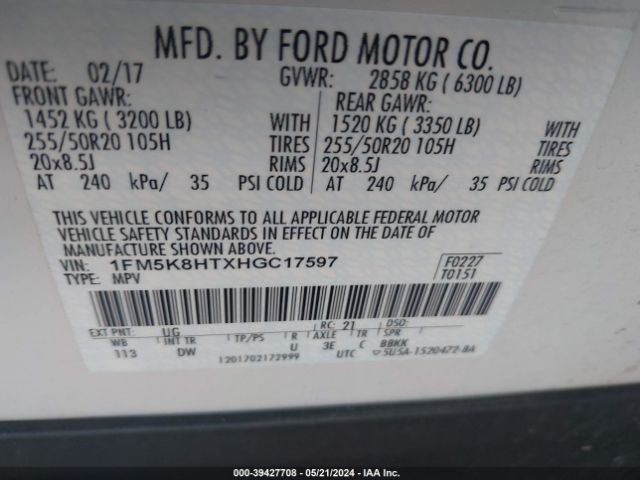 MFD. BY FORD MOTOR CO.
DATE: 02/17 GVWR: 2858 KG ( 6300 LB)
FRONT GAWR: REAR GAWR:
1452 KG ( 3200 LB) WITH 1520 KG ( 3350 LB) WITH
255/50R20 105H TIRES 255/50R20 105H TIRES
20x8.5J RIMS 20x8.5J RIMS
AT 240 kPa/ 35 PSI COLD AT 240 kPa/ 35 PSI COLD
THIS VEHICLE CONFORMS TO ALL APPLICABLE FEDERAL MOTOR
VEHICLE SAFETY STANDARDS IN EFFECT ON THE DATE OF
MANUFACTURE SHOWN ABOVE.
VIN: 1FM5K8HTXHGC17597 F0227
TYPE: MPV T0151
EXT PNT: UG RC: 21 DSO:
WB INT TR TP/PS R AXLE TR SPR
113 DW U 3E C BBKK
1201702172999 UTC 5U5A-1520472-BA
000-39427708 - 05/21/2024 - IAA Inc.